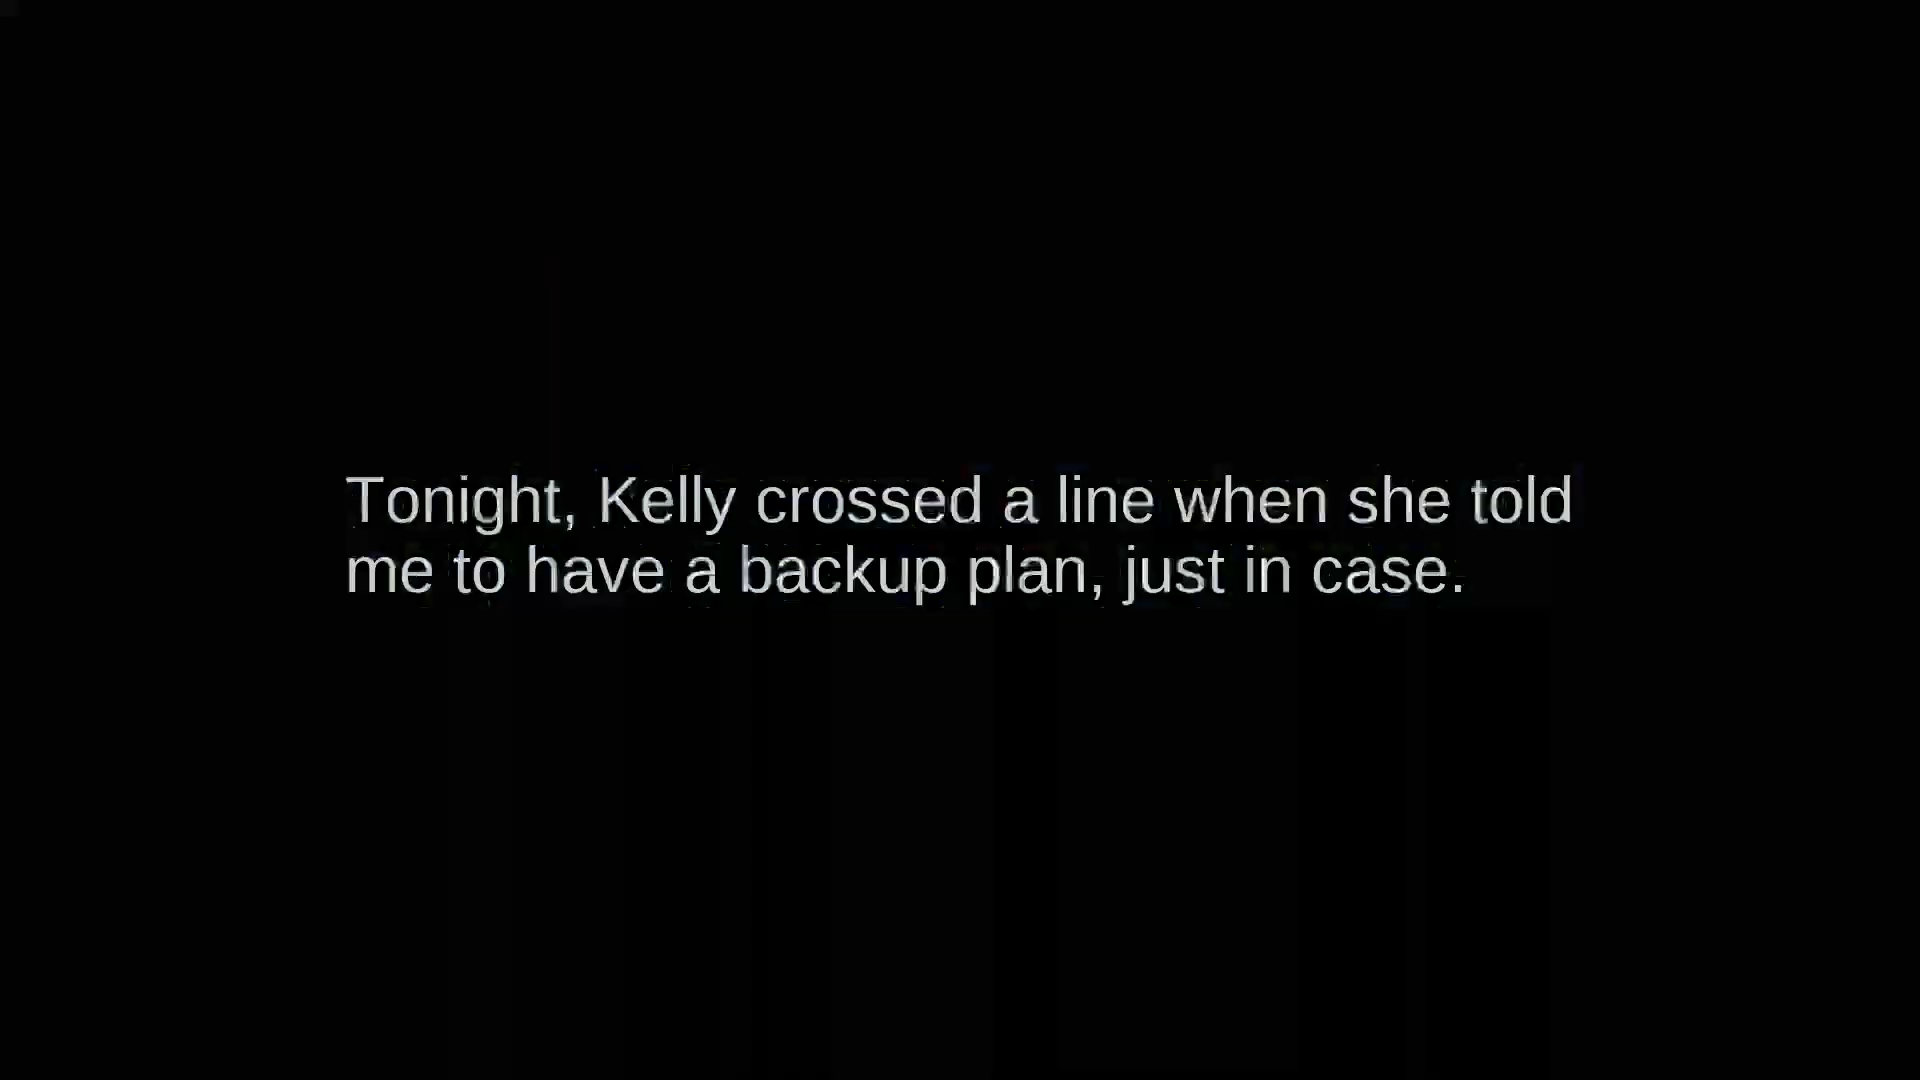 Tonight, Kelly crossed a line when she told
me to have a backup plan, just in case.